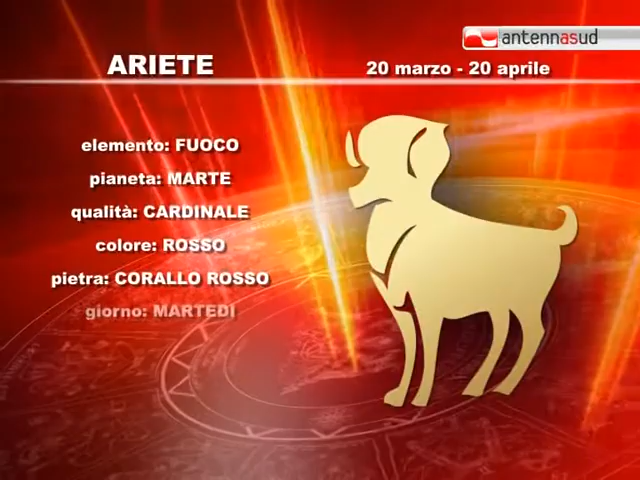 antennasud
ARIETE
20 marzo - 20 aprile
elemento: FUOCO
pianeta: MARTE
qualità: CARDINALE
colore: ROSSO
pietra: CORALLO ROSSO
giorno: MARTEDI